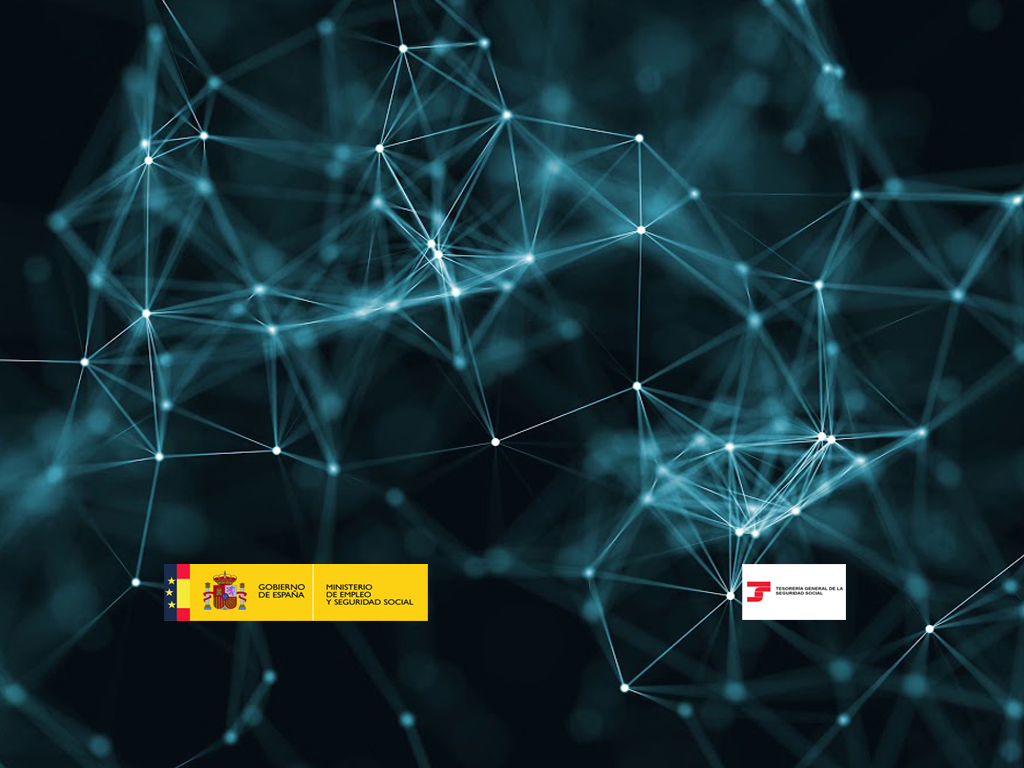 GOBIERNO
DE ESPAÑA
MINISTERIO
DE EMPLEO
Y SEGURIDAD SOCIAL
TESORERÍA GENERAL DE LA
SEGURIDAD SOCIAL